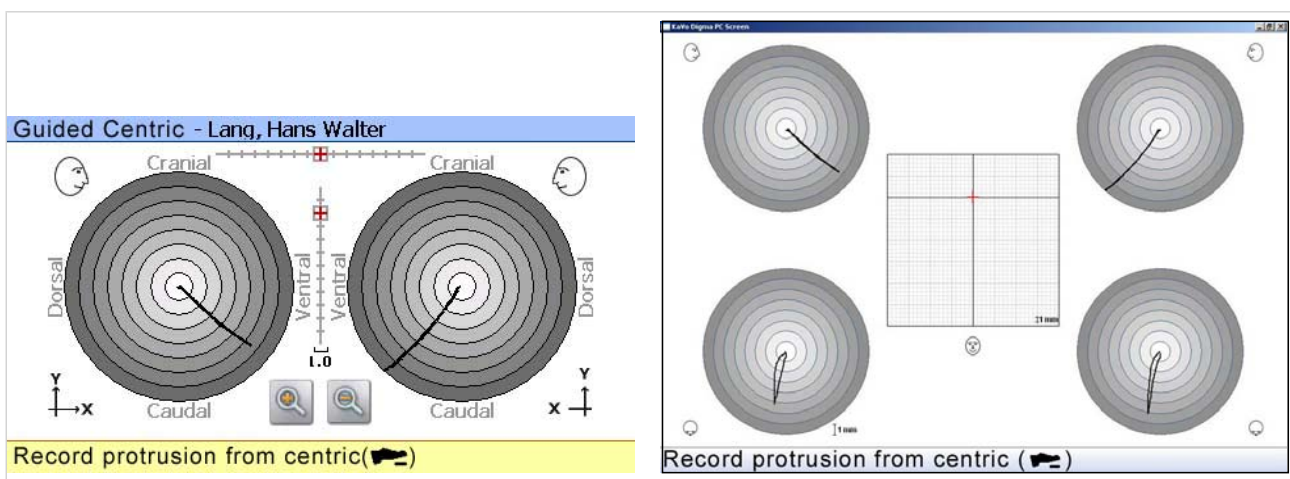 Guided Centric - Lang, Hans Walter
Cranial
Cranial
Dorsal
Ventral
Ventral
Dorsal
1.0
Y
X
Caudal
Caudal
Y
X
Record protrusion from centric( )
KaVo Digma PC Screen
1 mm
1 mm
Record protrusion from centric ( )